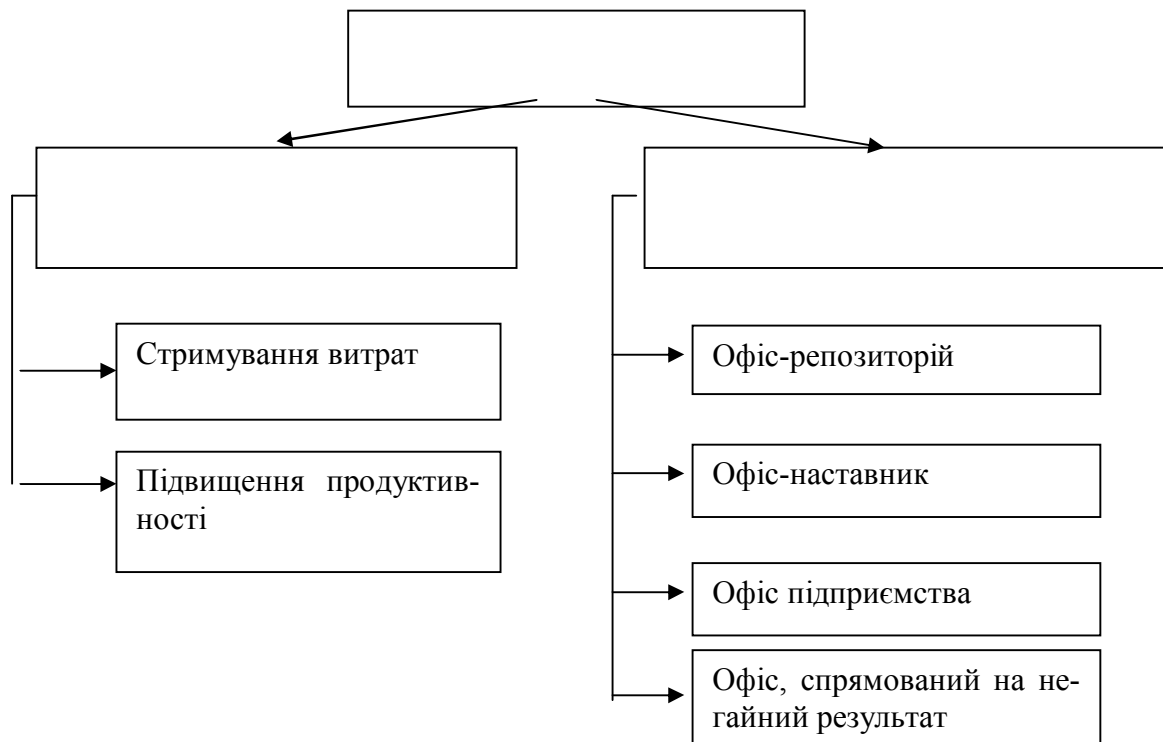 Стримування витрат
Підвищення продуктив-
ності
Офіс-репозиторій
Офіс-наставник
Офіс підприємства
Офіс, спрямований на не-
гайний результат